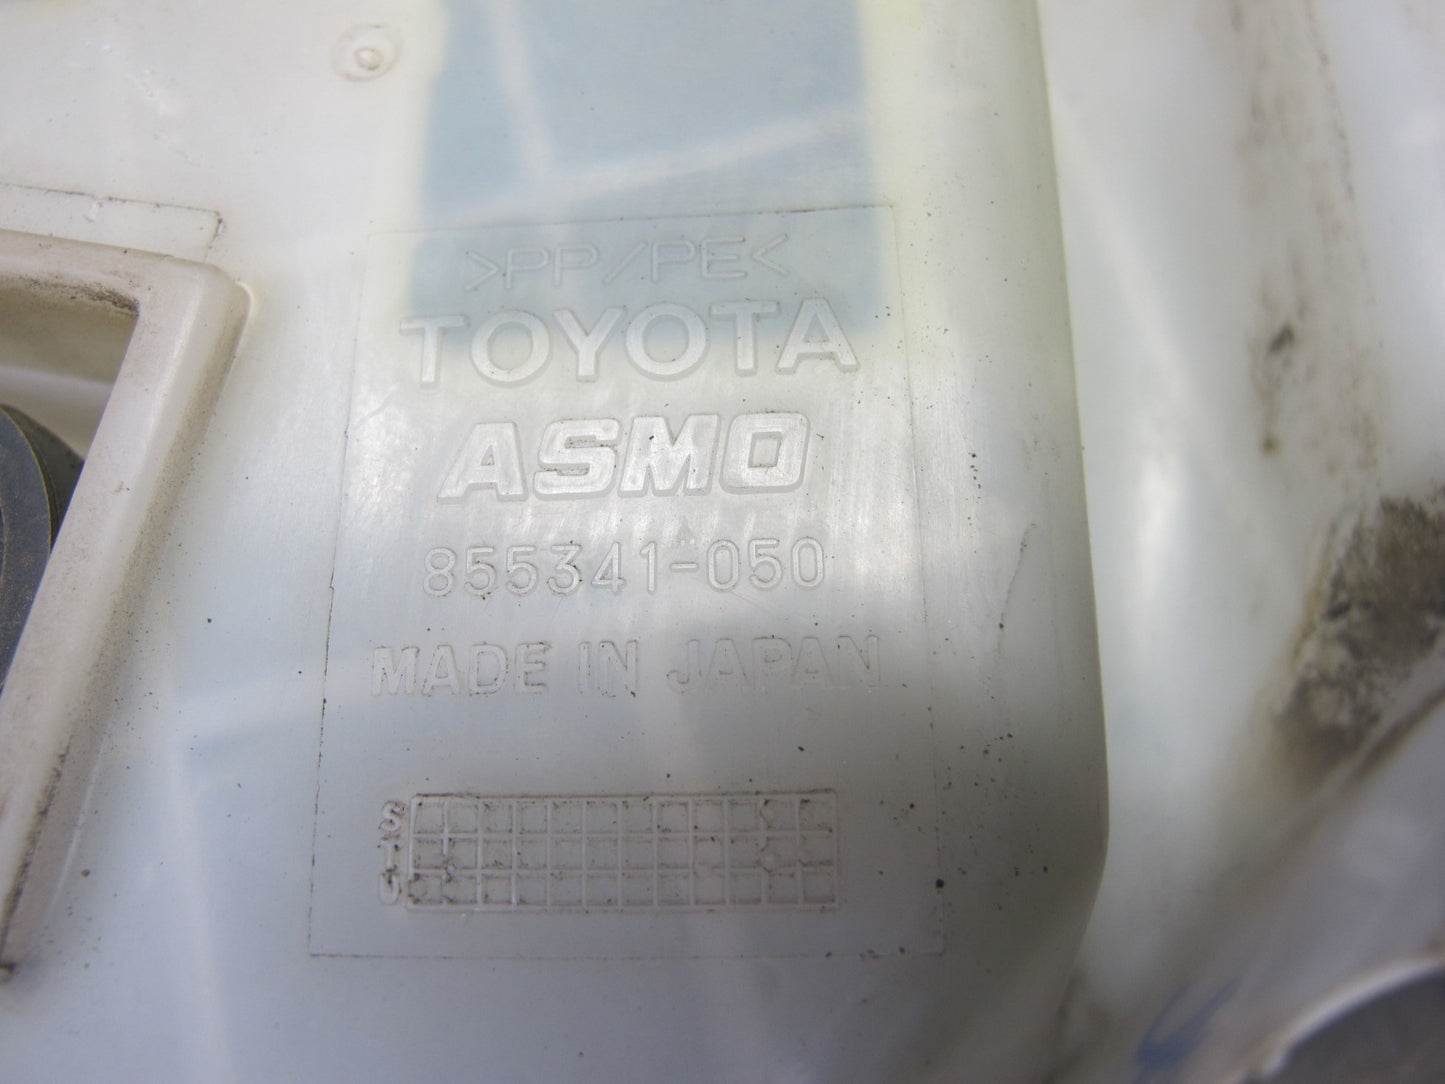 >PP/PE<
TOYOTA
ASMO
855341-050
MADE IN JAPAN
S
T
U